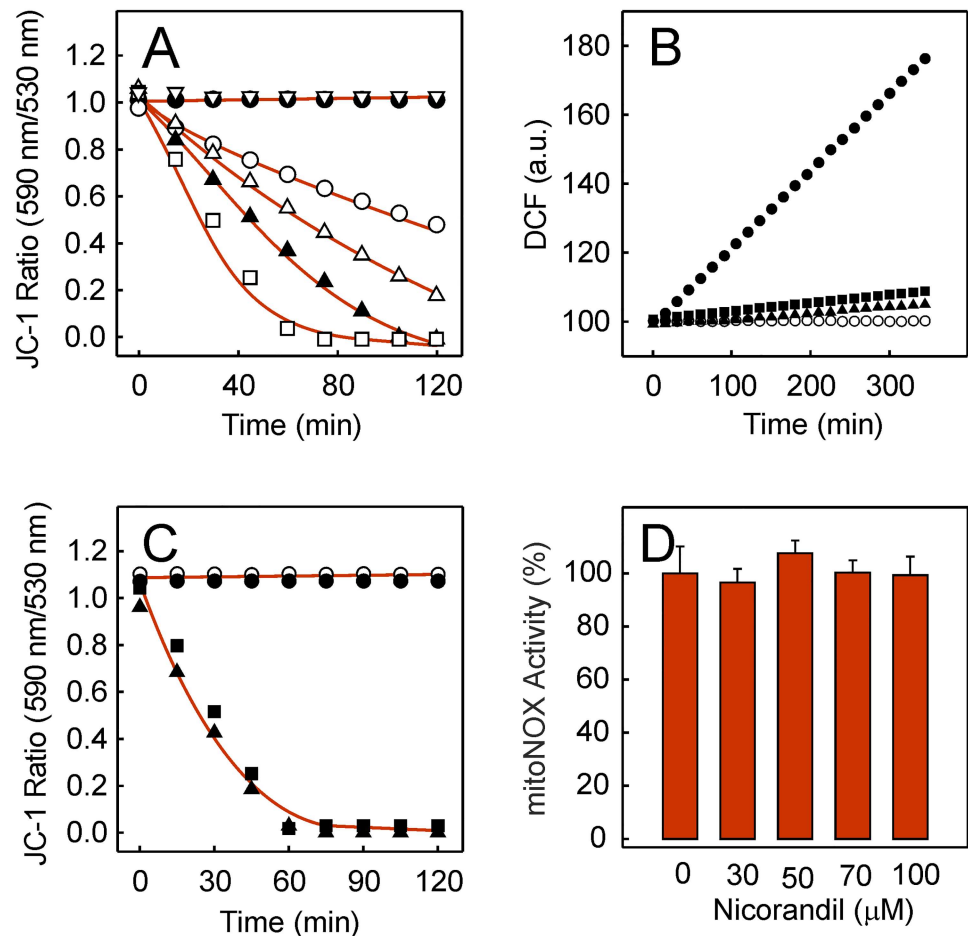 A
JC-1 Ratio (590 nm/530 nm)
1.2
1.0
0.8
0.6
0.4
0.2
0.0
0 40 80 120
Time (min)
B
DCF (a.u.)
180
160
140
120
100
0 100 200 300
Time (min)
C
JC-1 Ratio (590 nm/530 nm)
1.2
1.0
0.8
0.6
0.4
0.2
0.0
0 30 60 90 120
Time (min)
D
mitoNOX Activity (%)
120
100
80
60
40
20
0
0 30 50 70 100
Nicorandil (μM)